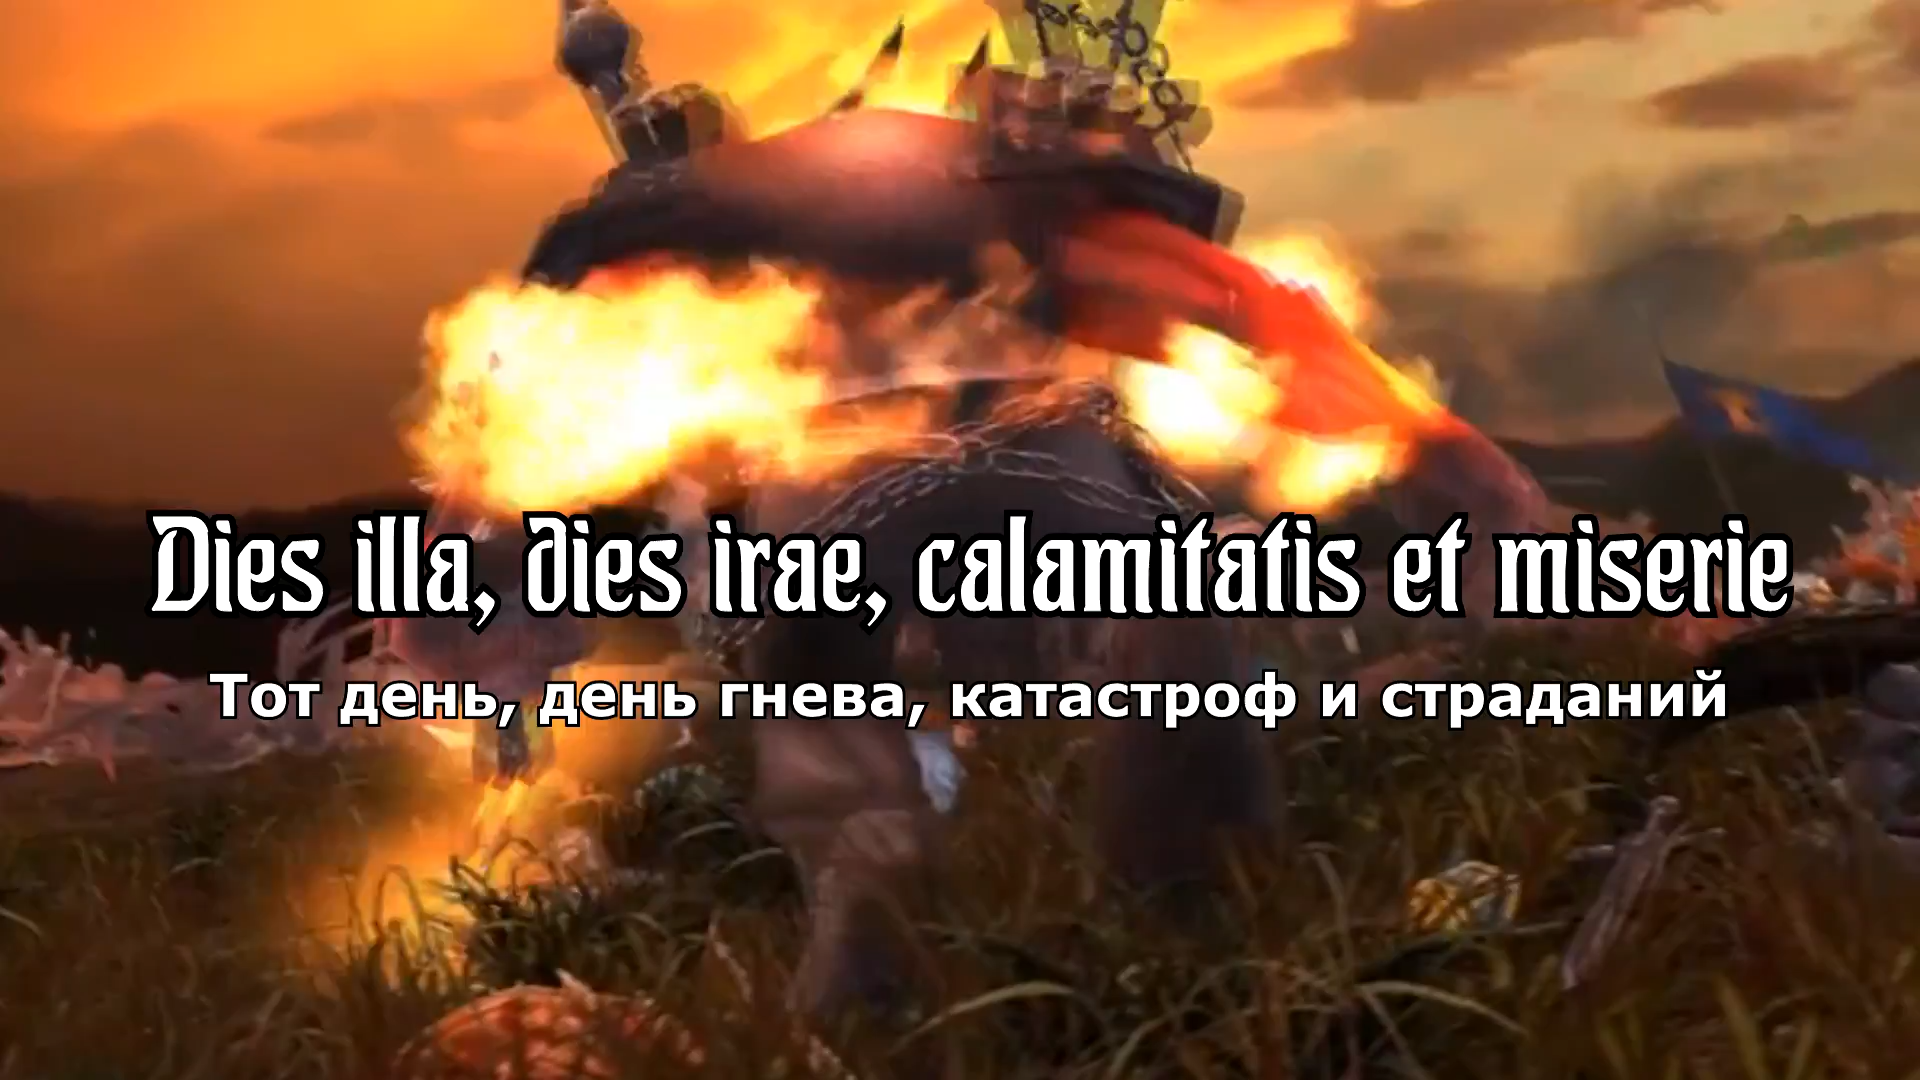 Dies illa, dies irae, calamitatis et miserie
Тот день, день гнева, катастроф и страданий